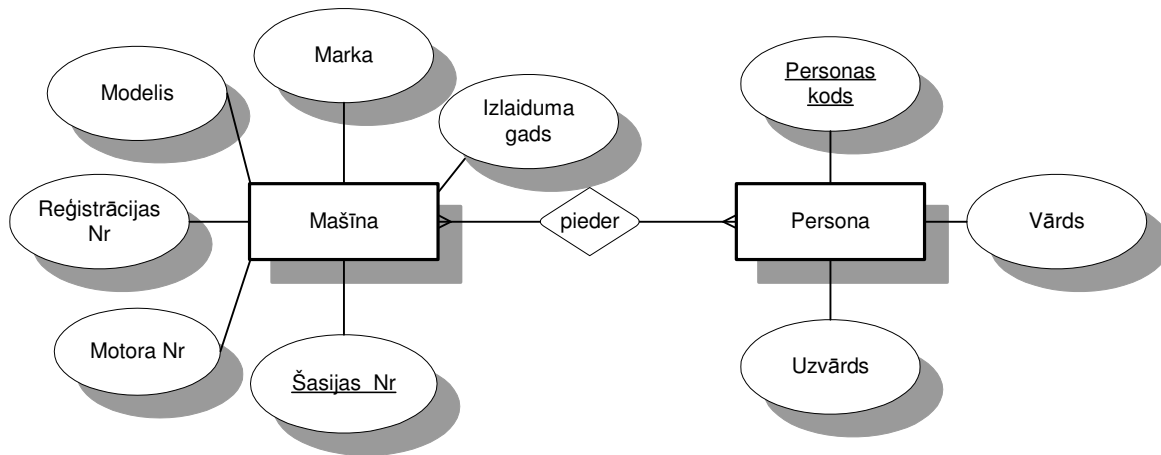 Marka
Modelis
Personas
kods
Izlaiduma
gads
Reģistrācijas
Nr
Mašīna
pieder
Persona
Vārds
Motora Nr
Šasijas Nr
Uzvārds